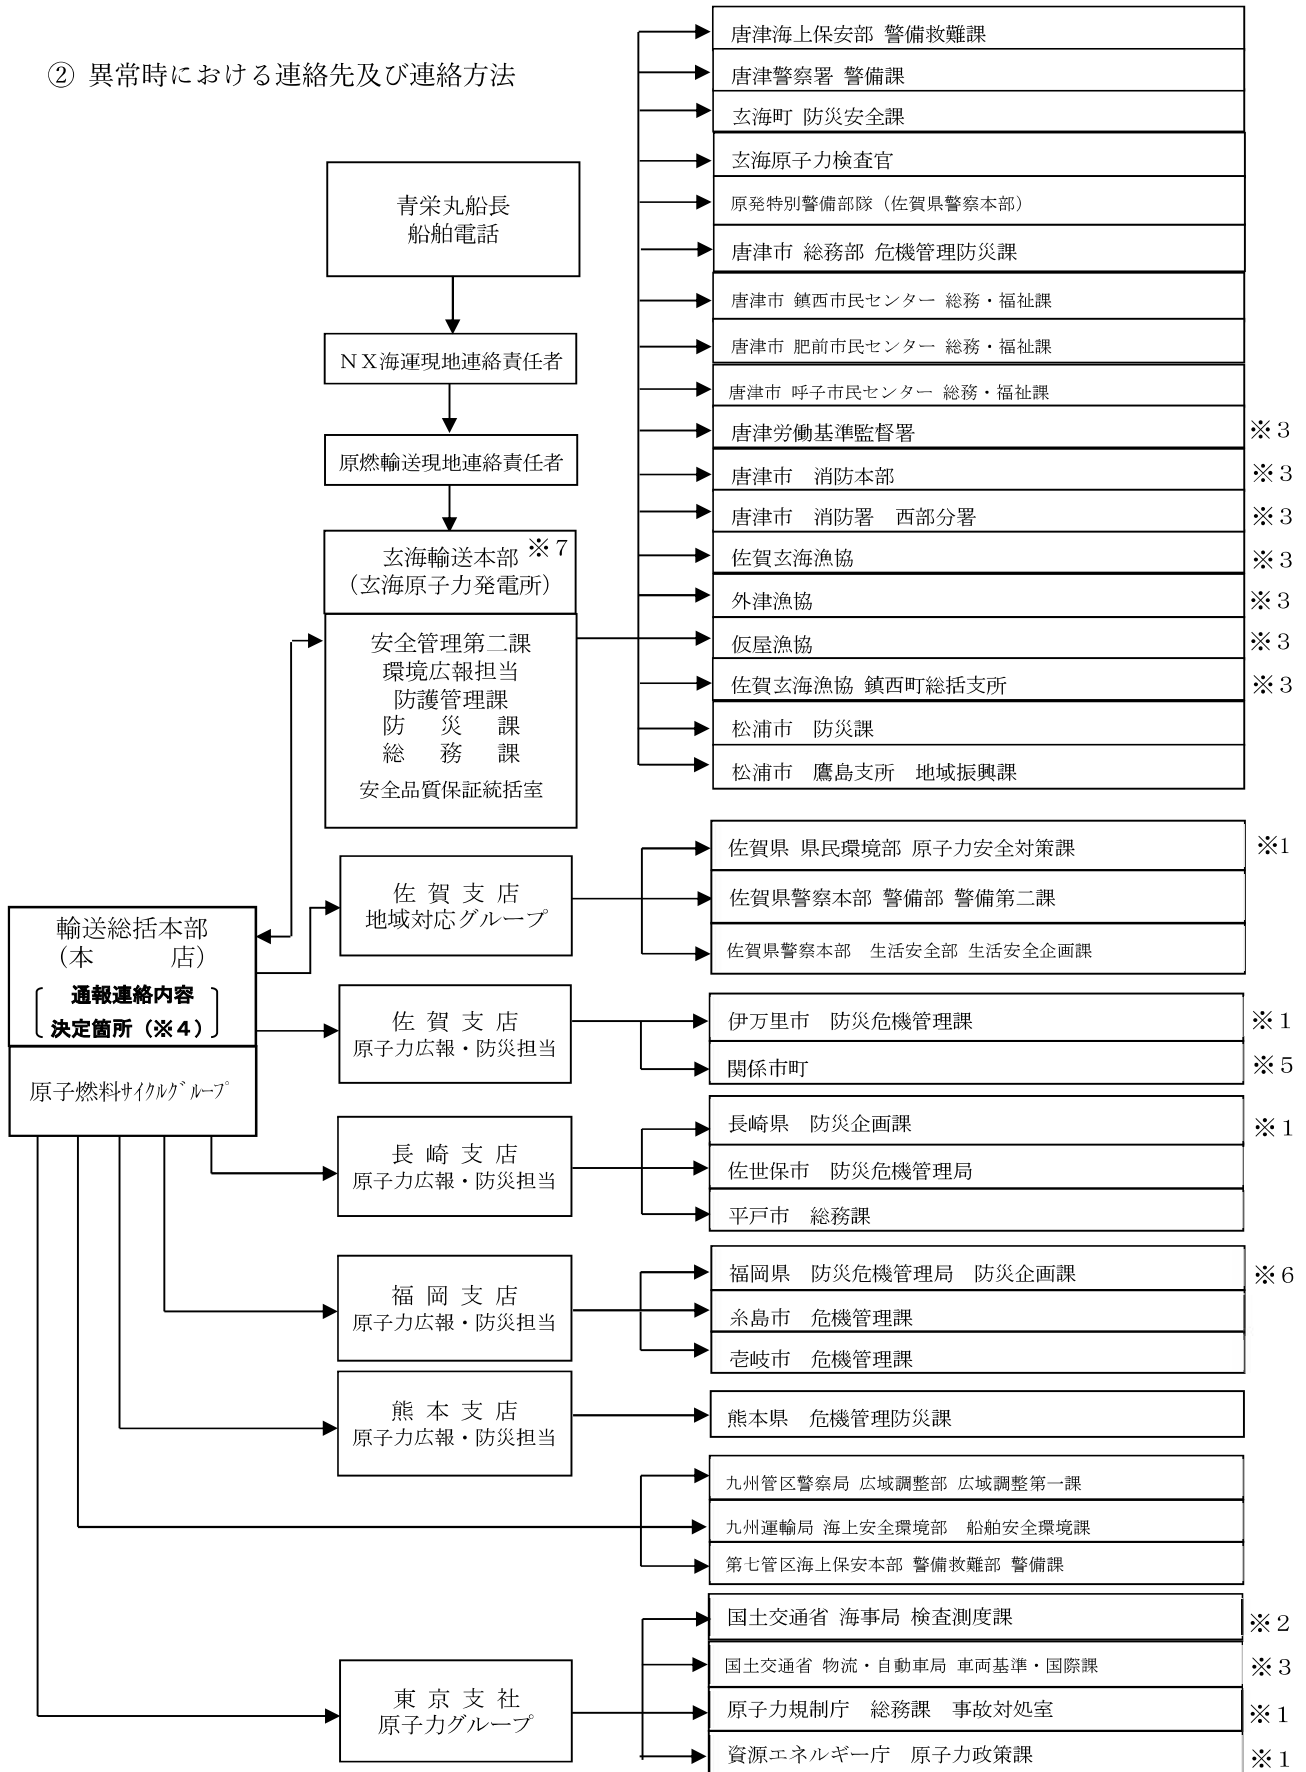 ② 異常時における連絡先及び連絡方法
青栄丸船長
船舶電話
ＮＸ海運現地連絡責任者
原燃輸送現地連絡責任者
玄海輸送本部 ※７
（玄海原子力発電所）
安全管理第二課
環境広報担当
防護管理課
防　災　課
総　務　課
安全品質保証統括室
唐津海上保安部 警備救難課
唐津警察署 警備課
玄海町 防災安全課
玄海原子力検査官
原発特別警備部隊（佐賀県警察本部）
唐津市 総務部 危機管理防災課
唐津市 鎮西市民センター 総務・福祉課
唐津市 肥前市民センター 総務・福祉課
唐津市 呼子市民センター 総務・福祉課
唐津労働基準監督署 ※３
唐津市　消防本部 ※３
唐津市　消防署　西部分署 ※３
佐賀玄海漁協 ※３
外津漁協 ※３
仮屋漁協 ※３
佐賀玄海漁協 鎮西町総括支所 ※３
松浦市　防災課
松浦市　鷹島支所　地域振興課
輸送総括本部
（本　　　店）
通報連絡内容
決定箇所（※４）
原子燃料ｻｲｸﾙｸﾞﾙｰﾌﾟ
佐 賀 支 店
地域対応グループ
佐賀県 県民環境部 原子力安全対策課 ※1
佐賀県警察本部 警備部 警備第二課
佐賀県警察本部　生活安全部 生活安全企画課
佐 賀 支 店
原子力広報・防災担当
伊万里市　防災危機管理課 ※１
関係市町 ※５
長 崎 支 店
原子力広報・防災担当
長崎県　防災企画課 ※１
佐世保市　防災危機管理局
平戸市　総務課
福 岡 支 店
原子力広報・防災担当
福岡県　防災危機管理局　防災企画課 ※６
糸島市　危機管理課
壱岐市　危機管理課
熊 本 支 店
原子力広報・防災担当
熊本県　危機管理防災課
九州管区警察局 広域調整部 広域調整第一課
九州運輸局 海上安全環境部　船舶安全環境課
第七管区海上保安本部 警備救難部 警備課
東 京 支 社
原子力グループ
国土交通省 海事局 検査測度課 ※２
国土交通省 物流・自動車局 車両基準・国際課 ※３
原子力規制庁　総務課　事故対処室 ※１
資源エネルギー庁　原子力政策課 ※１